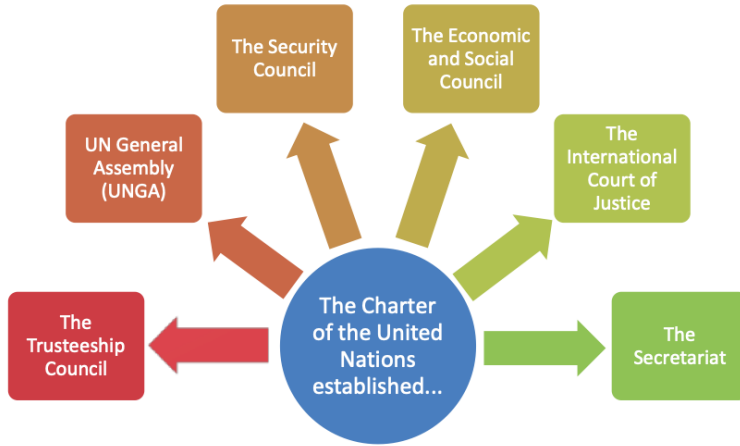 The Security
Council
The Economic
and Social
Council
UN General
Assembly
(UNGA)
The
International
Court of
Justice
The
Trusteeship
Council
The Charter
of the United
Nations
established...
The
Secretariat